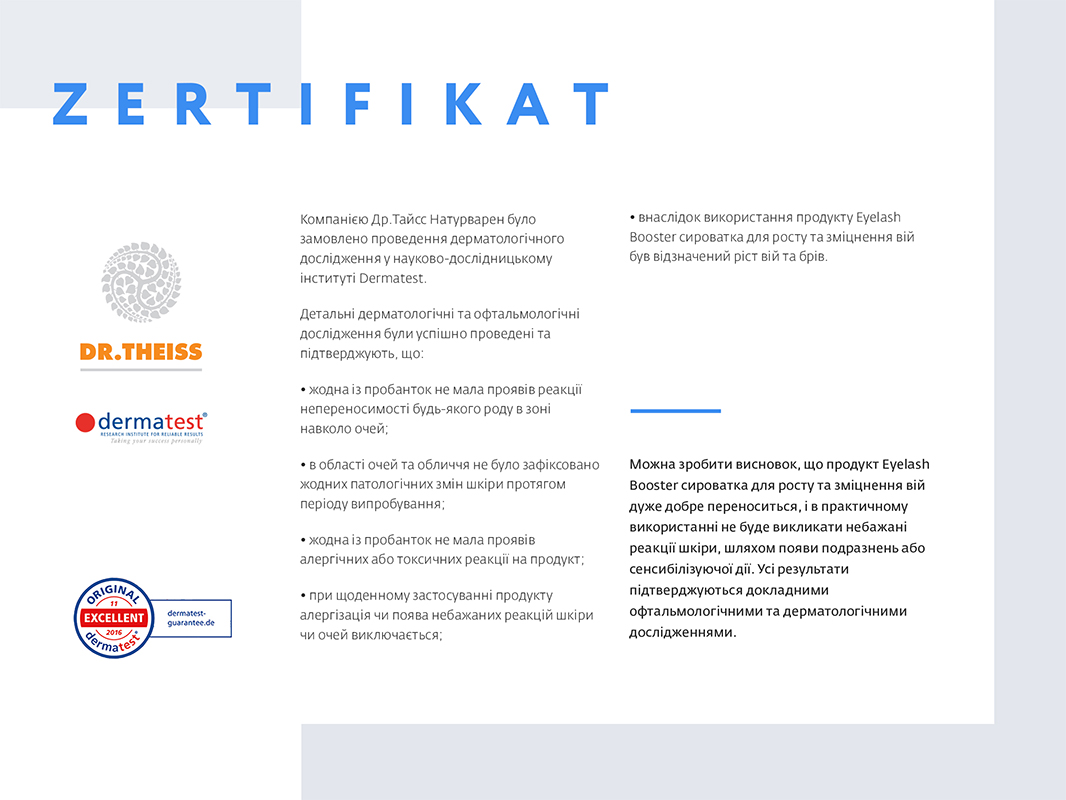 ZERTIFIKAT
DR.THEISS
dermatest®
RESEARCH INSTITUTE FOR RELIABLE RESULTS
Taking your success personally
ORIGINAL
11
EXCELLENT
2016
dermatest®
dermatest-
guarantee.de
Компанією Др.Тайсс Натурварен було
замовлено проведення дерматологічного
дослідження у науково-дослідницькому
інституті Dermatest.
Детальні дерматологічні та офтальмологічні
дослідження були успішно проведені та
підтверджують, що:
• жодна із пробанток не мала проявів реакції
непереносимості будь-якого роду в зоні
навколо очей;
• в області очей та обличчя не було зафіксовано
жодних патологічних змін шкіри протягом
періоду випробування;
• жодна із пробанток не мала проявів
алергічних або токсичних реакції на продукт;
• при щоденному застосуванні продукту
алергізація чи поява небажаних реакцій шкіри
чи очей виключається;
• внаслідок використання продукту Eyelash
Booster сироватка для росту та зміцнення вій
був відзначений ріст вій та брів.
Можна зробити висновок, що продукт Eyelash
Booster сироватка для росту та зміцнення вій
дуже добре переноситься, і в практичному
використанні не буде викликати небажані
реакції шкіри, шляхом появи подразнень або
сенсибілізуючої дії. Усі результати
підтверджуються докладними
офтальмологічними та дерматологічними
дослідженнями.